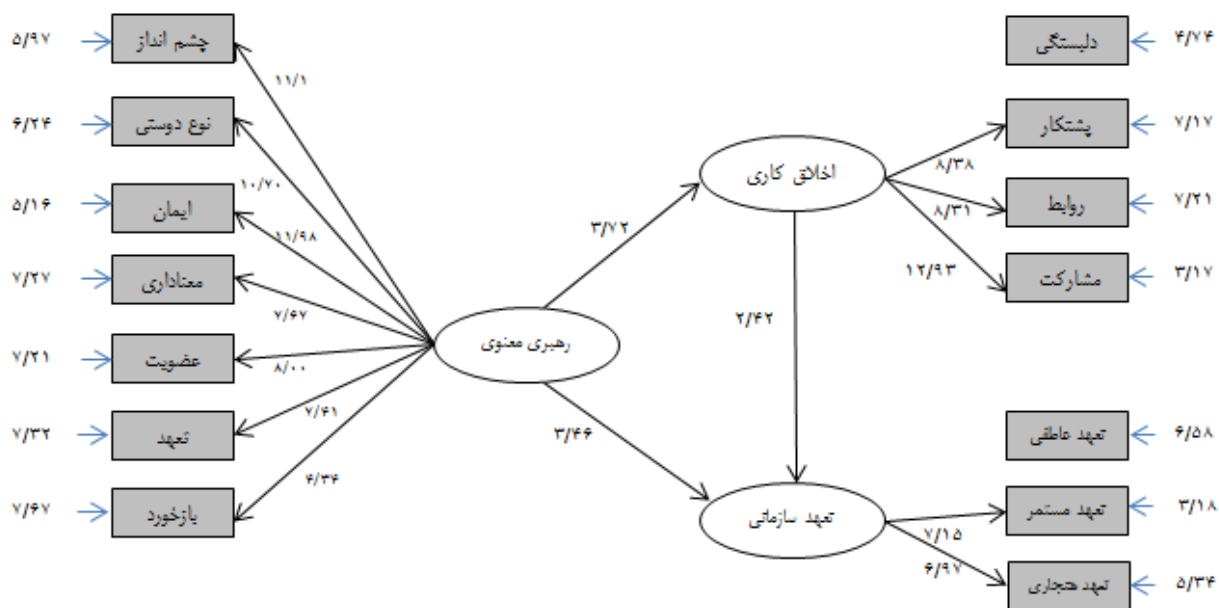 ۵/۹۷
چشم انداز
۱۱/۱
۶/۲۴
نوع دوستی
۱۰/۷۰
۵/۱۶
ایمان
۱۱/۹۸
۷/۲۷
معناداری
۷/۶۷
۷/۲۱
عضویت
۸/۰۰
۷/۳۲
تعهد
۷/۶۱
۷/۶۷
بازخورد
۴/۳۴
رهبری معنوی
۳/۷۲
۳/۴۶
اخلاق کاری
۲/۴۲
تعهد سازمانی
دلبستگی
۴/۷۴
پشتکار
۷/۱۷
۸/۳۸
روابط
۷/۲۱
۸/۳۱
مشارکت
۳/۱۷
۱۲/۹۳
تعهد عاطفی
۶/۵۸
تعهد مستمر
۳/۱۸
۷/۱۵
تعهد هنجاری
۵/۳۴
۶/۹۷